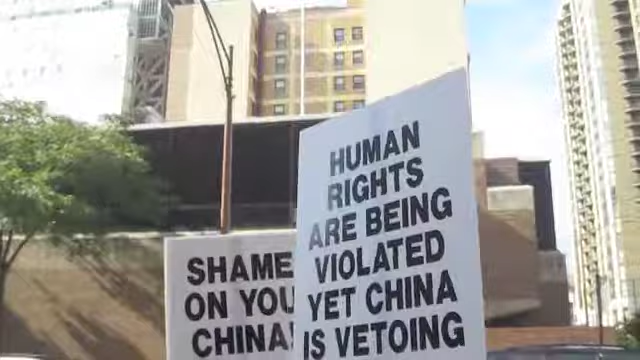 SHAME
ON YOU
CHINA!
HUMAN
RIGHTS
ARE BEING
VIOLATED
YET CHINA
IS VETOING